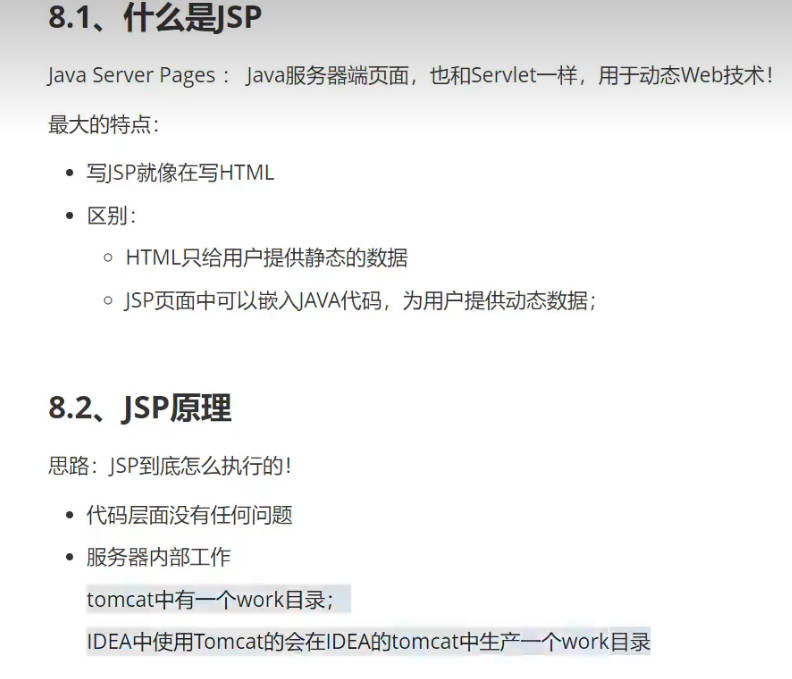 8.1、什么是JSP
Java Server Pages： Java服务器端页面，也和Servlet一样，用于动态Web技术！
最大的特点：
写JSP就像在写HTML
区别：
HTML只给用户提供静态的数据
JSP页面中可以嵌入JAVA代码，为用户提供动态数据；
8.2、JSP原理
思路：JSP到底怎么执行的！
代码层面没有任何问题
服务器内部工作
tomcat中有一个work目录；
IDEA中使用Tomcat的会在IDEA的tomcat中生产一个work目录